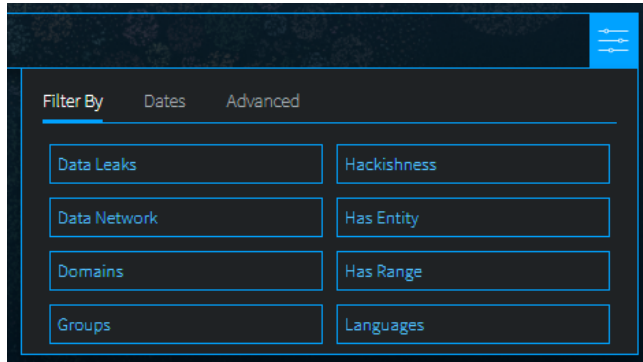 Filter By Dates Advanced
Data Leaks Hackishness
Data Network Has Entity
Domains Has Range
Groups Languages